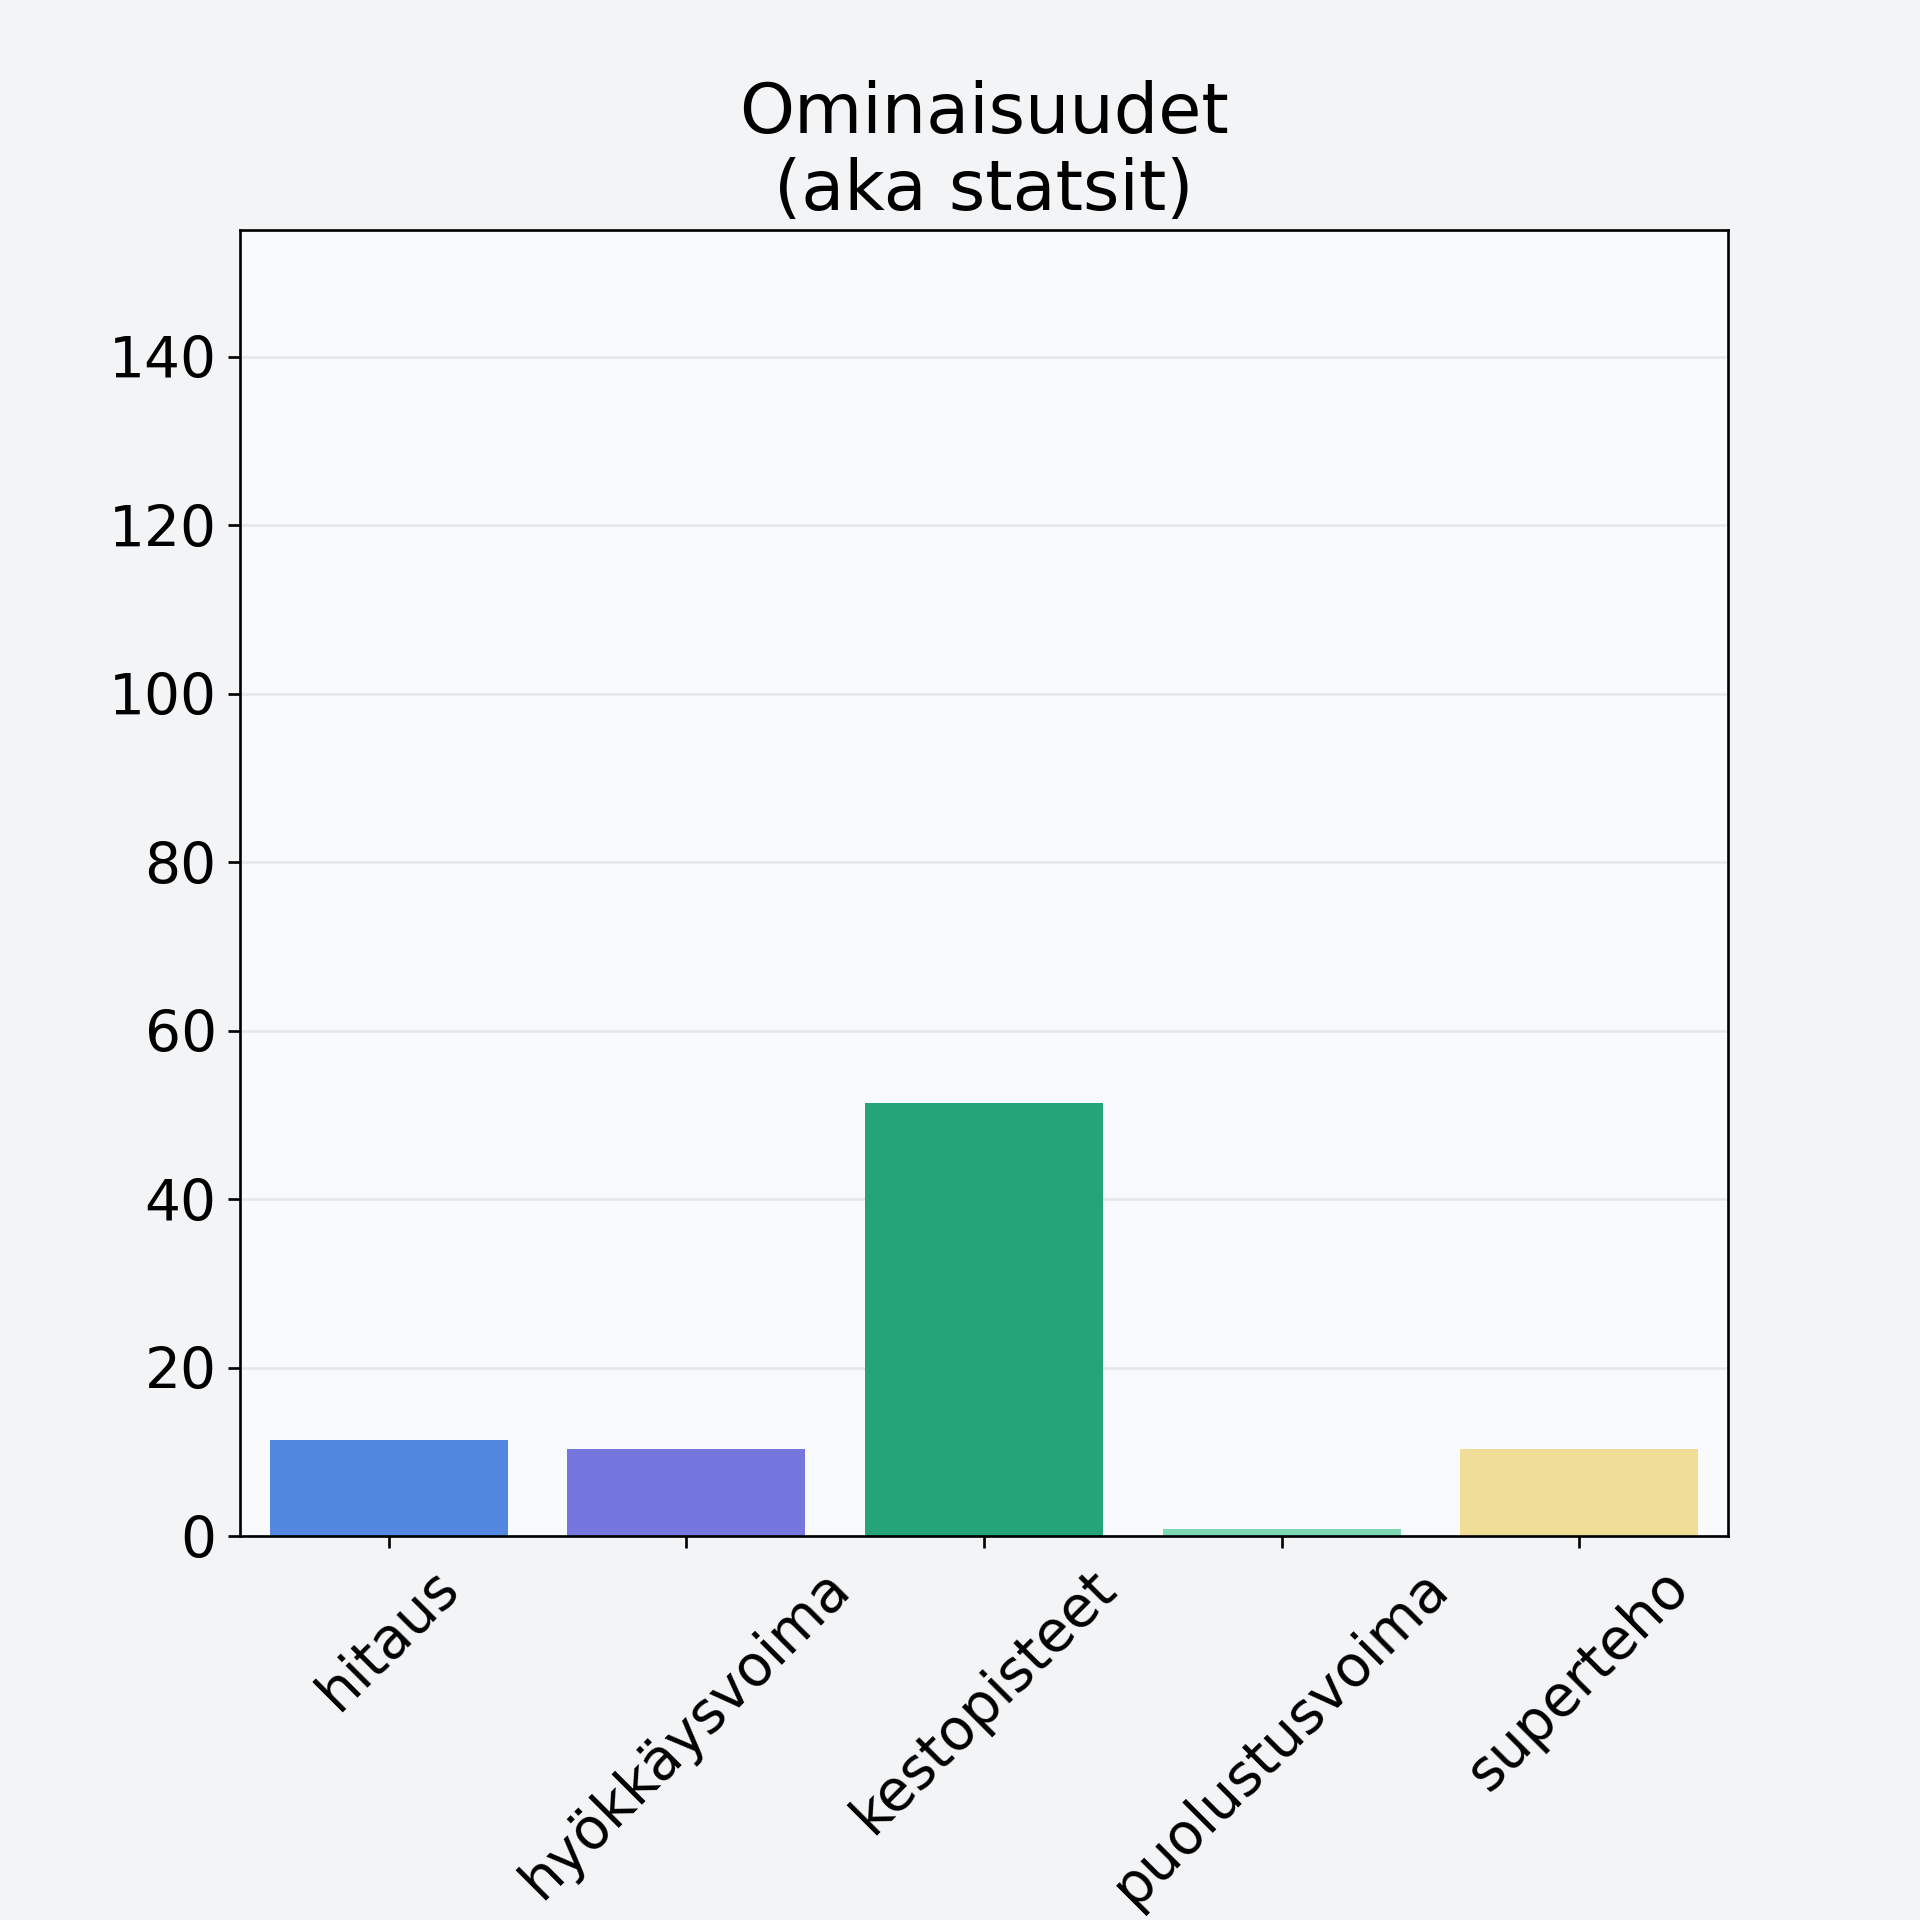 Ominaisuudet
(aka statsit)
140
120
100
80
60
40
20
0
hitaus
hyökkäysvoima
kestopisteet
puolustusvoima
superteho